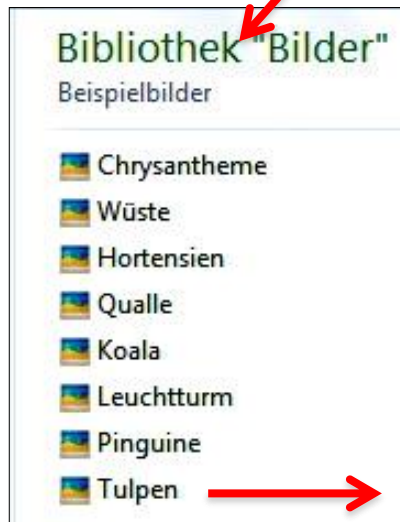 Bibliothek "Bilder"
Beispielbilder
Chrysantheme
Wüste
Hortensien
Qualle
Koala
Leuchtturm
Pinguine
Tulpen